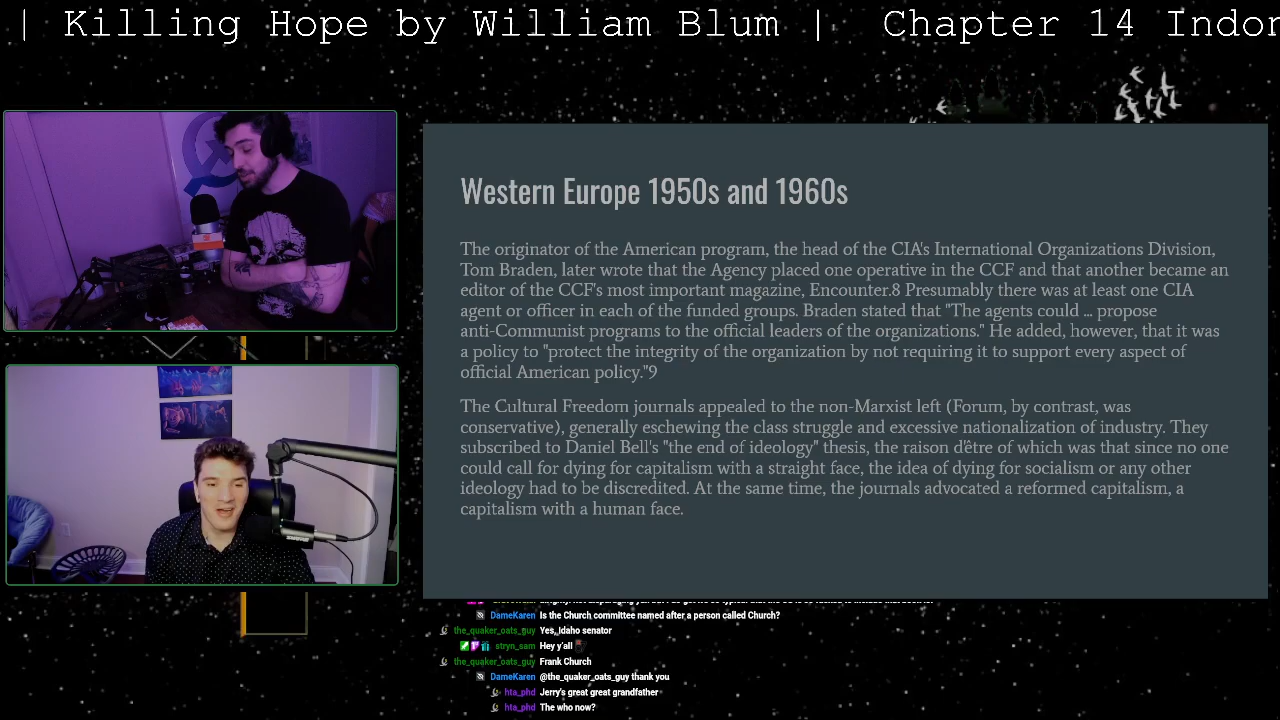 | Killing Hope by William Blum | Chapter 14 Indon
Western Europe 1950s and 1960s
The originator of the American program, the head of the CIA's International Organizations Division,
Tom Braden, later wrote that the Agency placed one operative in the CCF and that another became an
editor of the CCF's most important magazine, Encounter.8 Presumably there was at least one CIA
agent or officer in each of the funded groups. Braden stated that "The agents could ... propose
anti-Communist programs to the official leaders of the organizations." He added, however, that it was
a policy to "protect the integrity of the organization by not requiring it to support every aspect of
official American policy."9
The Cultural Freedom journals appealed to the non-Marxist left (Forum, by contrast, was
conservative), generally eschewing the class struggle and excessive nationalization of industry. They
subscribed to Daniel Bell's "the end of ideology" thesis, the raison d'être of which was that since no one
could call for dying for capitalism with a straight face, the idea of dying for socialism or any other
ideology had to be discredited. At the same time, the journals advocated a reformed capitalism, a
capitalism with a human face.
DameKaren Is the Church committee named after a person called Church?
the_quaker_oats_guy Yes, Idaho senator
stryn_sam Hey y'all
the_quaker_oats_guy Frank Church
DameKaren @the_quaker_oats_guy thank you
hta_phd Jerry's great great grandfather
hta_phd The who now?